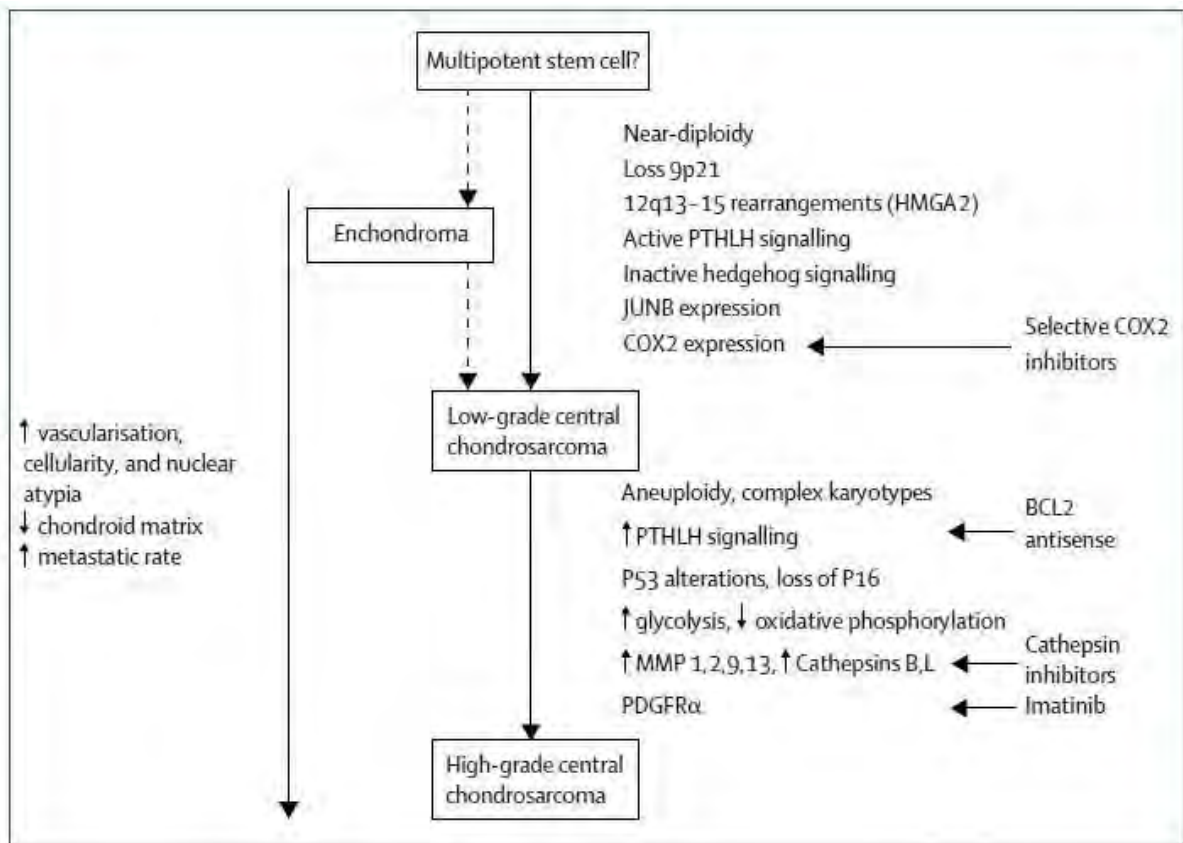 Multipotent stem cell?
Near-diploidy
Loss 9p21
12q13–15 rearrangements (HMGA2)
Enchondroma
Active PTHLH signalling
Inactive hedgehog signalling
JUNB expression
COX2 expression
Selective COX2
inhibitors
Low-grade central
chondrosarcoma
↑ vascularisation,
cellularity, and nuclear
atypia
↓ chondroid matrix
↑ metastatic rate
Aneuploidy, complex karyotypes
↑PTHLH signalling
BCL2
antisense
P53 alterations, loss of P16
↑glycolysis, ↓ oxidative phosphorylation
↑MMP 1,2,9,13, ↑Cathepsins B,L
Cathepsin
inhibitors
PDGFRα
Imatinib
High-grade central
chondrosarcoma